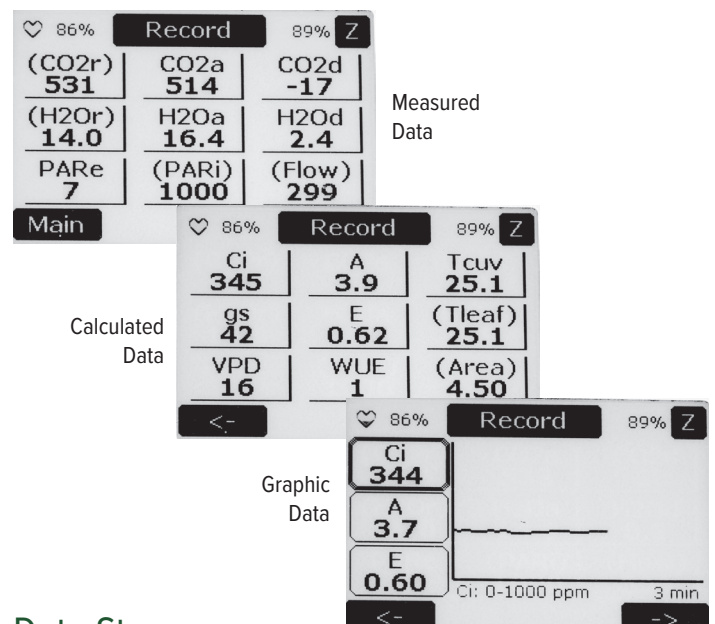 86% Record 89% Z
(CO2r) CO2a CO2d
531 514 -17
(H2Or) H2Oa H2Od
14.0 16.4 2.4
PARe (PARi) (Flow)
7 1000 299
Main
Measured
Data
86% Record 89% Z
Ci A Tcuv
345 3.9 25.1
gs E (Tleaf)
42 0.62 25.1
VPD WUE (Area)
16 1 4.50
<-
Calculated
Data
86% Record 89% Z
Ci
344
A
3.7
E
0.60
Ci: 0-1000 ppm 3 min
<- ->
Graphic
Data